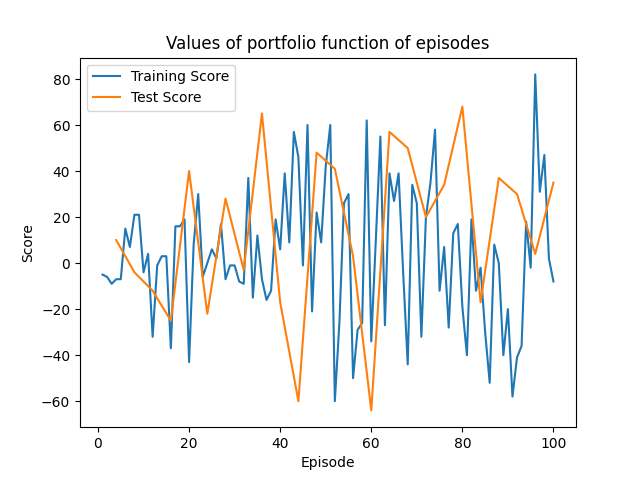 Values of portfolio function of episodes
Training Score
Test Score
80
60
40
20
0
−20
−40
−60
Score
0
20
40
60
80
100
Episode